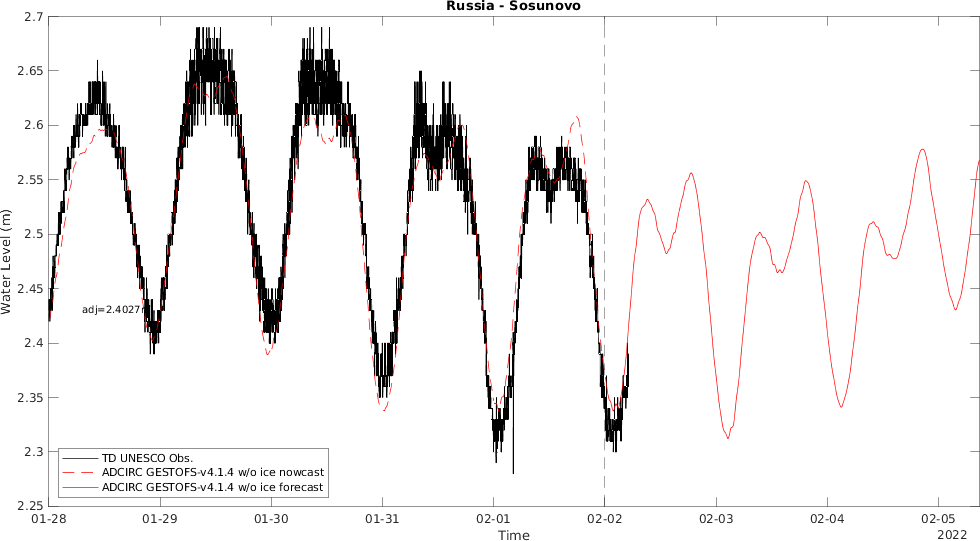 Russia - Sosunovo
2.7
2.65
2.6
2.55
2.5
2.45
2.4
2.35
2.3
2.25
Water Level (m)
adj=2.4027
TD UNESCO Obs.
ADCIRC GESTOFS-v4.1.4 w/o ice nowcast
ADCIRC GESTOFS-v4.1.4 w/o ice forecast
01-28 01-29 01-30 01-31 02-01 02-02 02-03 02-04 02-05
Time
2022